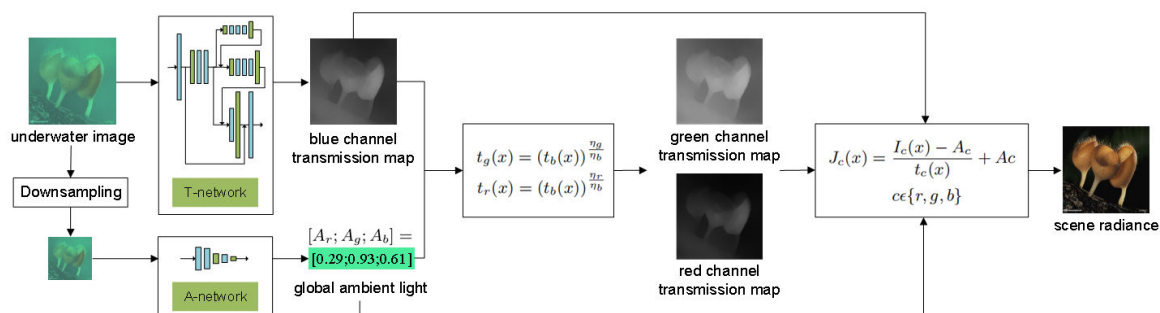 underwater image
Downsampling
T-network
A-network
blue channel
transmission map
[A_r; A_g; A_b] =
[0.29;0.93;0.61]
global ambient light
t_g(x) = (t_b(x))^{η_g/η_b}
t_r(x) = (t_b(x))^{η_r/η_b}
green channel
transmission map
red channel
transmission map
J_c(x) = \frac{I_c(x) − A_c}{t_c(x)} + Ac
cϵ{r, g, b}
scene radiance